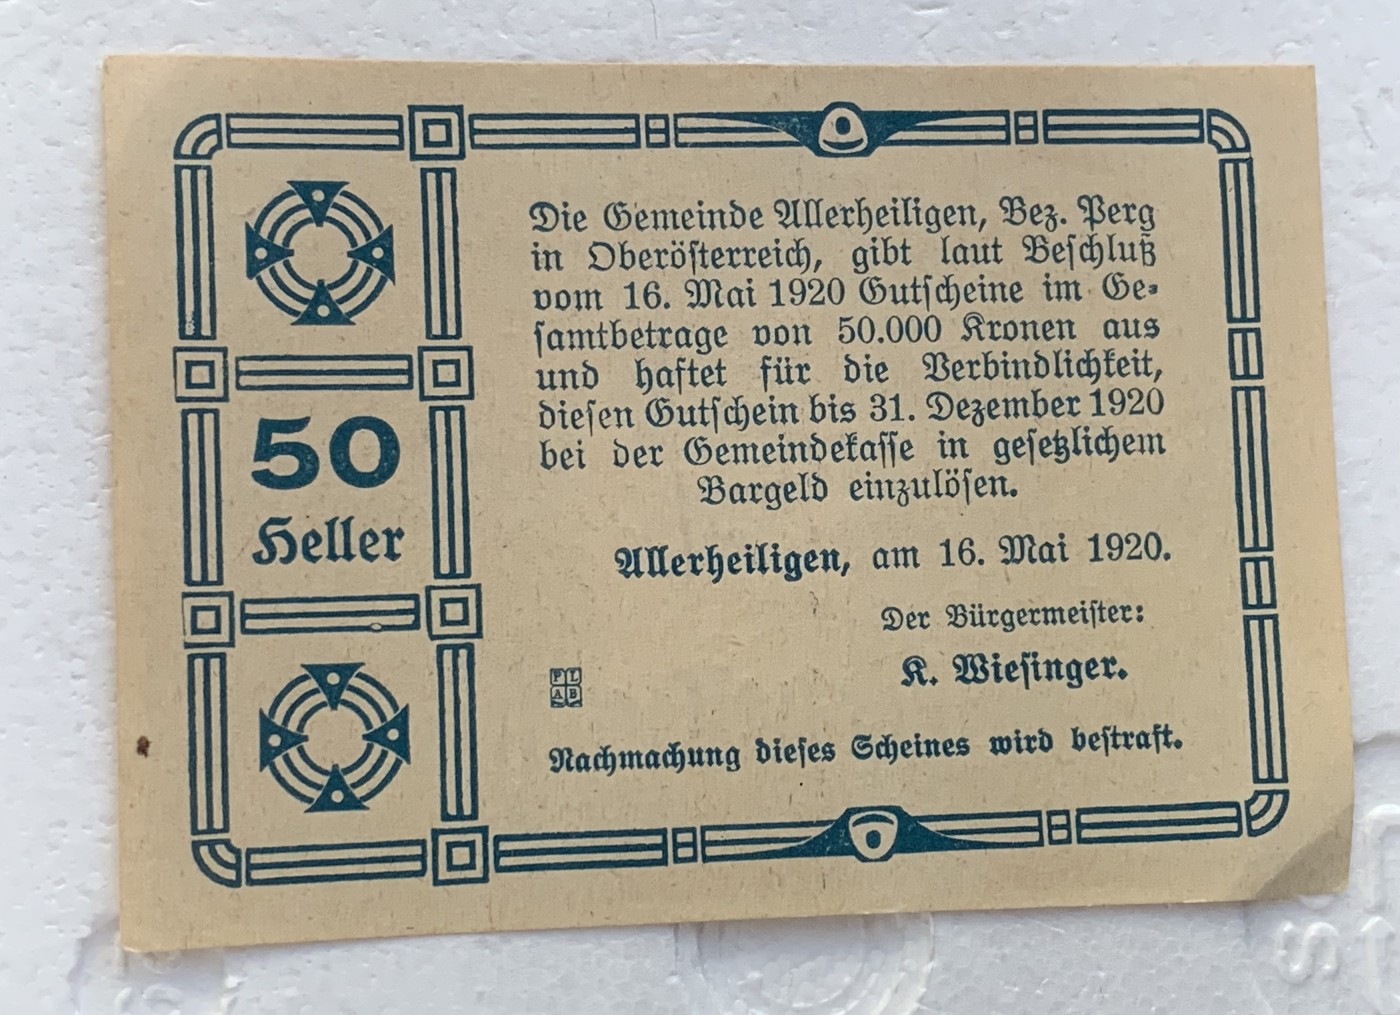 Die Gemeinde Allerheiligen, Bez. Perg
in Oberösterreich, gibt laut Beschluß
vom 16. Mai 1920 Gutscheine im Ge-
samtbetrage von 50.000 Kronen aus
und haftet für die Verbindlichkeit,
diesen Gutschein bis 31. Dezember 1920
bei der Gemeindekasse in gesetzlichem
Bargeld einzulösen.
50
Heller
Allerheiligen, am 16. Mai 1920.
Der Bürgermeister:
K. Wiesinger.
F L
A B
Nachmachung dieses Scheines wird bestraft.